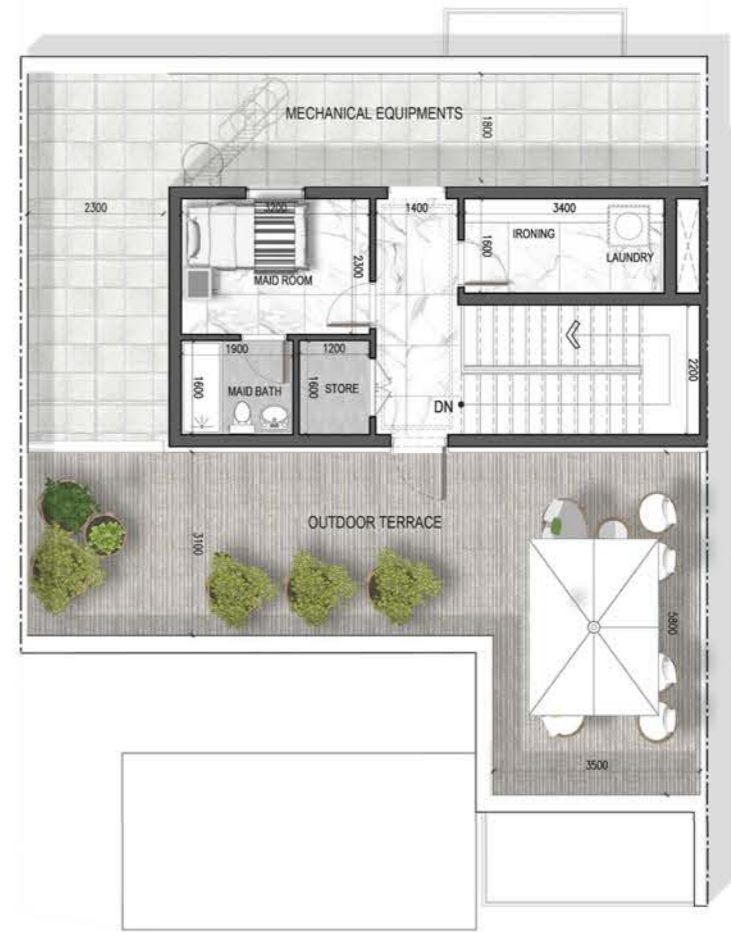 MECHANICAL EQUIPMENTS
1800
2300
3200
1400
3400
IRONING
1600
LAUNDRY
2300
MAID ROOM
1900
1200
2200
1600
MAID BATH
1600
STORE
DN
OUTDOOR TERRACE
3100
5800
3500